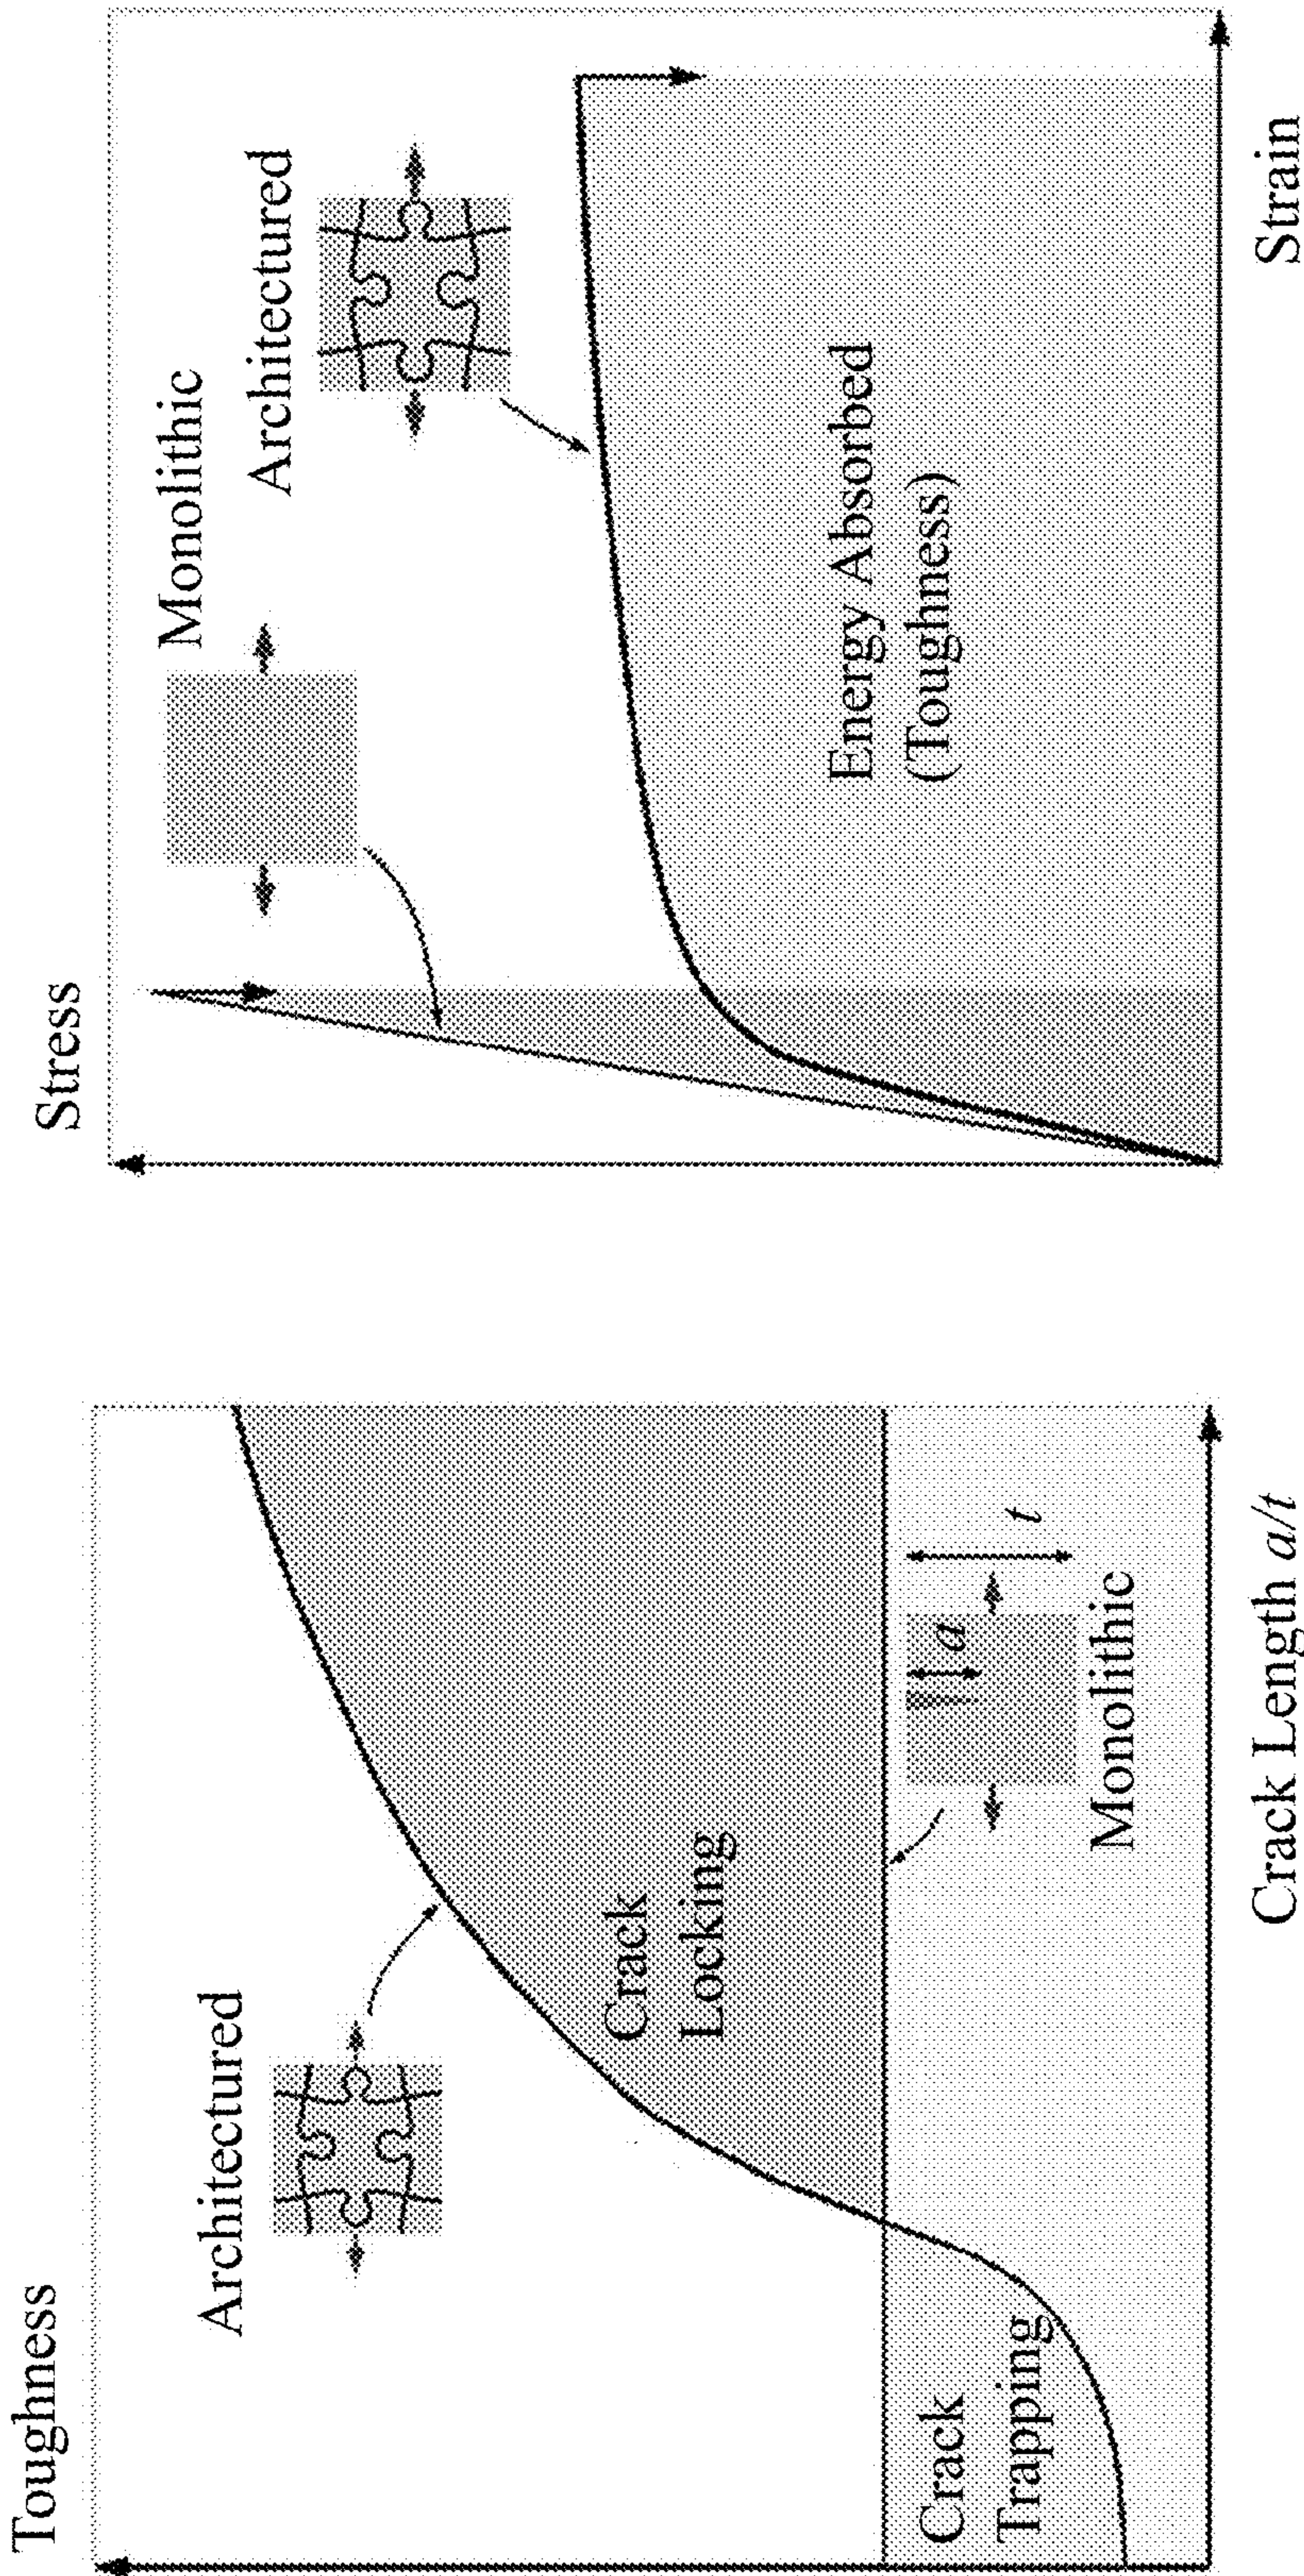 Toughness
Architectured
Crack
Locking
Crack
Trapping
a
t
Monolithic
Crack Length a/t
Stress
Monolithic
Architectured
Energy Absorbed
(Toughness)
Strain